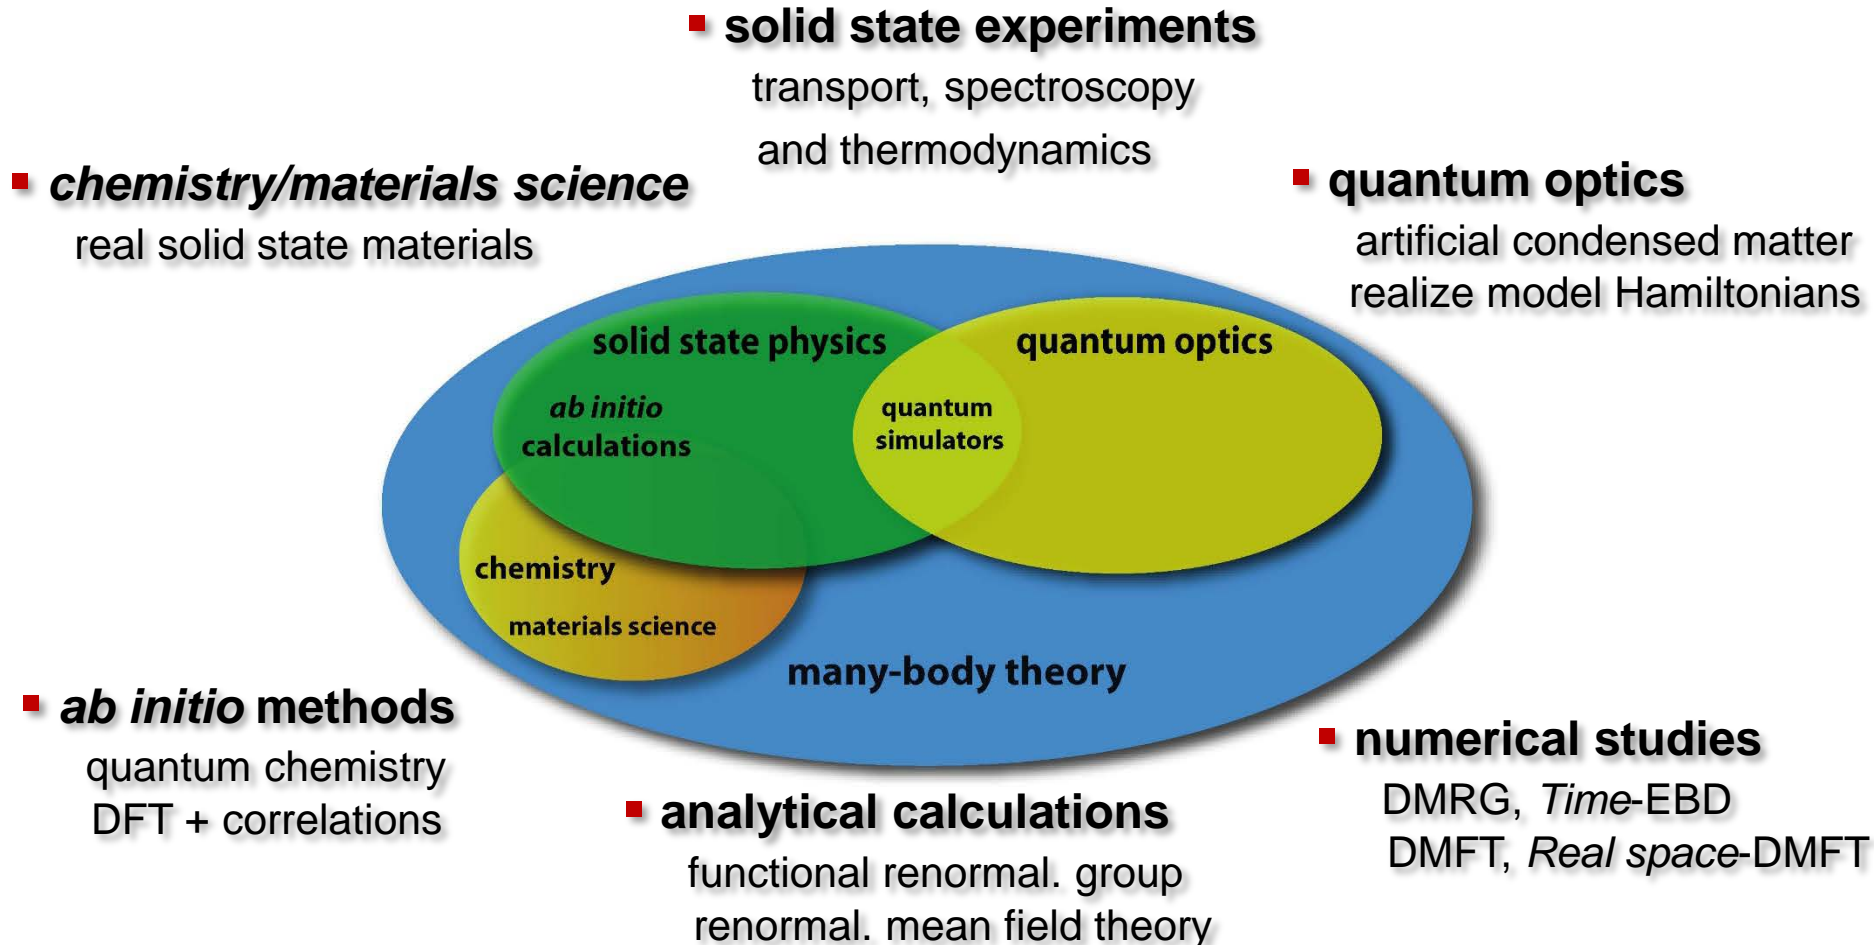 solid state experiments
transport, spectroscopy
and thermodynamics
chemistry/materials science
real solid state materials
quantum optics
artificial condensed matter
realize model Hamiltonians
solid state physics
quantum optics
ab initio
calculations
quantum
simulators
chemistry
materials science
many-body theory
ab initio methods
quantum chemistry
DFT + correlations
analytical calculations
functional renormal. group
renormal. mean field theory
numerical studies
DMRG, Time-EBD
DMFT, Real space-DMFT